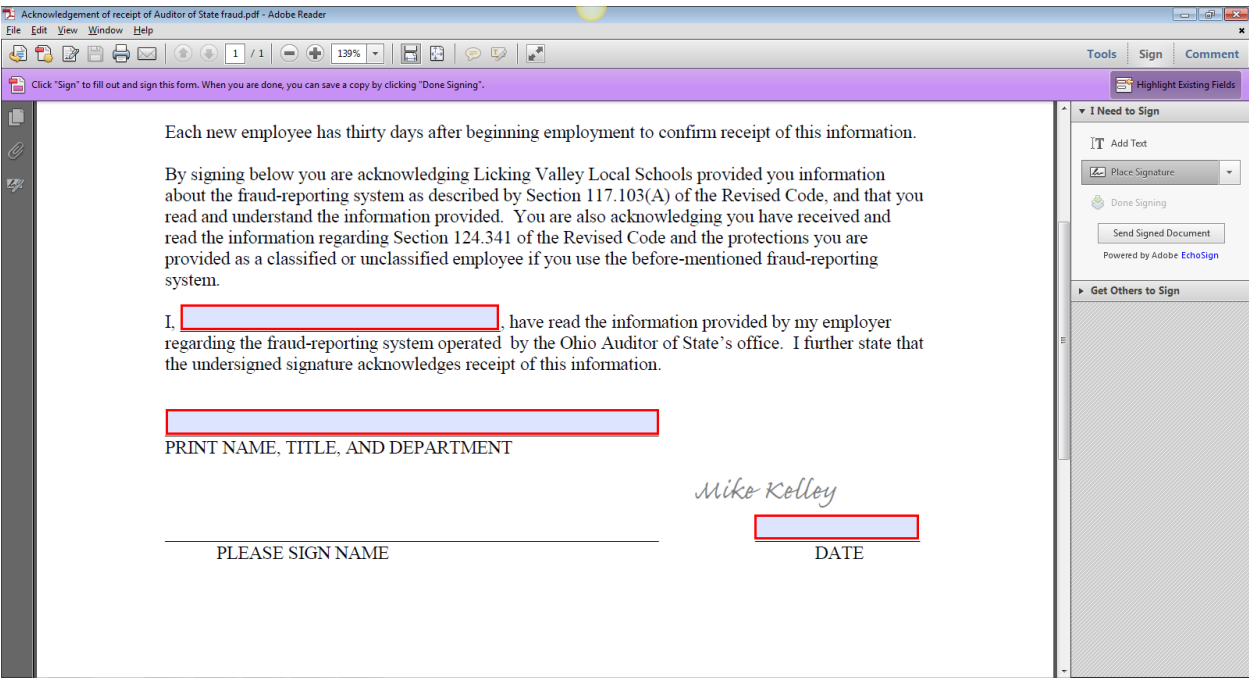 Acknowledgement of receipt of Auditor of State fraud.pdf - Adobe Reader
File Edit View Window Help
1 / 1 139% Tools Sign Comment
Click "Sign" to fill out and sign this form. When you are done, you can save a copy by clicking "Done Signing". Highlight Existing Fields
Each new employee has thirty days after beginning employment to confirm receipt of this information.
By signing below you are acknowledging Licking Valley Local Schools provided you information
about the fraud-reporting system as described by Section 117.103(A) of the Revised Code, and that you
read and understand the information provided. You are also acknowledging you have received and
read the information regarding Section 124.341 of the Revised Code and the protections you are
provided as a classified or unclassified employee if you use the before-mentioned fraud-reporting
system.
I, , have read the information provided by my employer
regarding the fraud-reporting system operated by the Ohio Auditor of State’s office. I further state that
the undersigned signature acknowledges receipt of this information.
PRINT NAME, TITLE, AND DEPARTMENT
Mike Kelley
PLEASE SIGN NAME DATE
I Need to Sign
T Add Text
Place Signature
Done Signing
Send Signed Document
Powered by Adobe EchoSign
Get Others to Sign